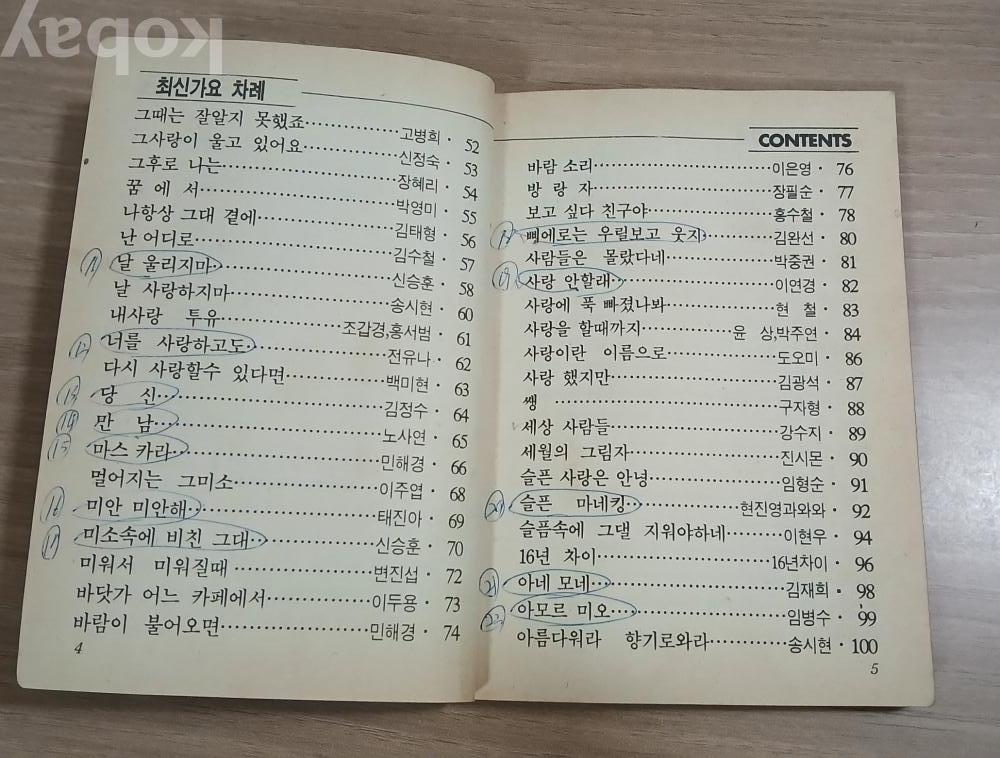 kobay
최신가요 차례
그때는 잘알지 못했죠 고병희 · 52
그사랑이 울고 있어요 신정숙 · 53
그후로 나는 장혜리 · 54
꿈 에 서 박영미 · 55
나항상 그대 곁에 김태형 · 56
난 어디로 김수철 · 57
날 울리지마 신승훈 · 58
날 사랑하지마 송시현 · 60
내사랑 투유 조갑경,홍서범 · 61
12 너를 사랑하고도 전유나 · 62
다시 사랑할수 있다면 백미현 · 63
13 당 신 김정수 · 64
14 만 남 노사연 · 65
15 마스 카라 민해경 · 66
멀어지는 그미소 이주엽 · 68
16 미안 미안해 태진아 · 69
17 미소속에 비친 그대 신승훈 · 70
미워서 미워질때 변진섭 · 72
바닷가 어느 카페에서 이두용 · 73
바람이 불어오면 민해경 · 74
4
CONTENTS
바람 소리 이은영 · 76
방 랑 자 장필순 · 77
보고 싶다 친구야 홍수철 · 78
삐에로는 우릴보고 웃지 김완선 · 80
사람들은 몰랐다네 박중권 · 81
19 사랑 안할래 이연경 · 82
사랑에 푹 빠졌나봐 현 철 · 83
사랑을 할때까지 윤 상,박주연 · 84
사랑이란 이름으로 도오미 · 86
사랑 했지만 김광석 · 87
쌩 구자형 · 88
세상 사람들 강수지 · 89
세월의 그림자 진시몬 · 90
슬픈 사랑은 안녕 임형순 · 91
20 슬픈 마네킹 현진영과와와 · 92
슬픔속에 그댈 지워야하네 이현우 · 94
16년 차이 16년차이 · 96
21 아네 모네 김재희 · 98
22 아모르 미오 임병수 · 99
아름다워라 향기로와라 송시현 · 100
5